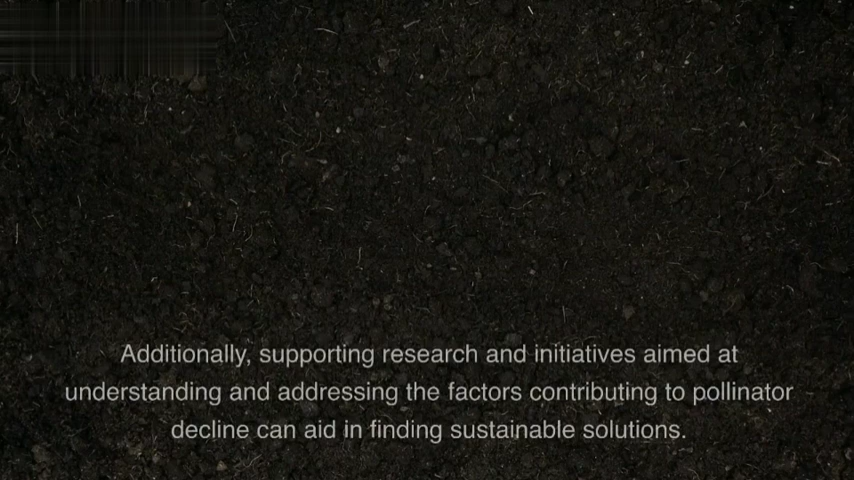 Additionally, supporting research and initiatives aimed at
understanding and addressing the factors contributing to pollinator
decline can aid in finding sustainable solutions.